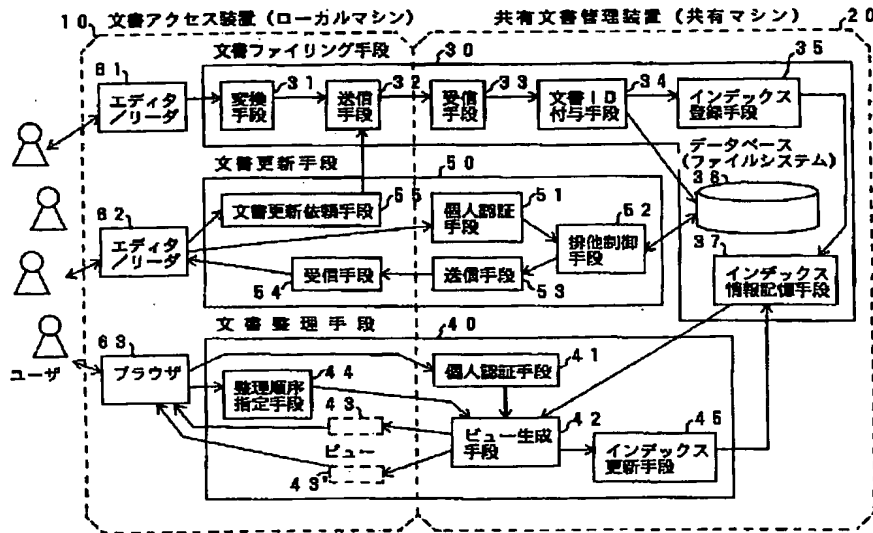 10 文書アクセス装置（ローカルマシン） 共有文書管理装置（共有マシン） 20
文書ファイリング手段 30
61 31 32 33 34 35
エディタ
／リーダ
変換
手段
送信
手段
受信
手段
文書ＩＤ
付与手段
インデックス
登録手段
データベース
（ファイルシステム）
36
文書更新手段 50
62 55 51 52 37
文書更新依頼手段
個人認証
手段
排他制御
手段
エディタ
／リーダ
受信手段
送信手段
54 53
インデックス
情報記憶手段
文書整理手段 40
63 44 41
ブラウザ
ユーザ
整理順序
指定手段
個人認証手段
43 42 45
ビュー
43'
ビュー生成
手段
インデックス
更新手段